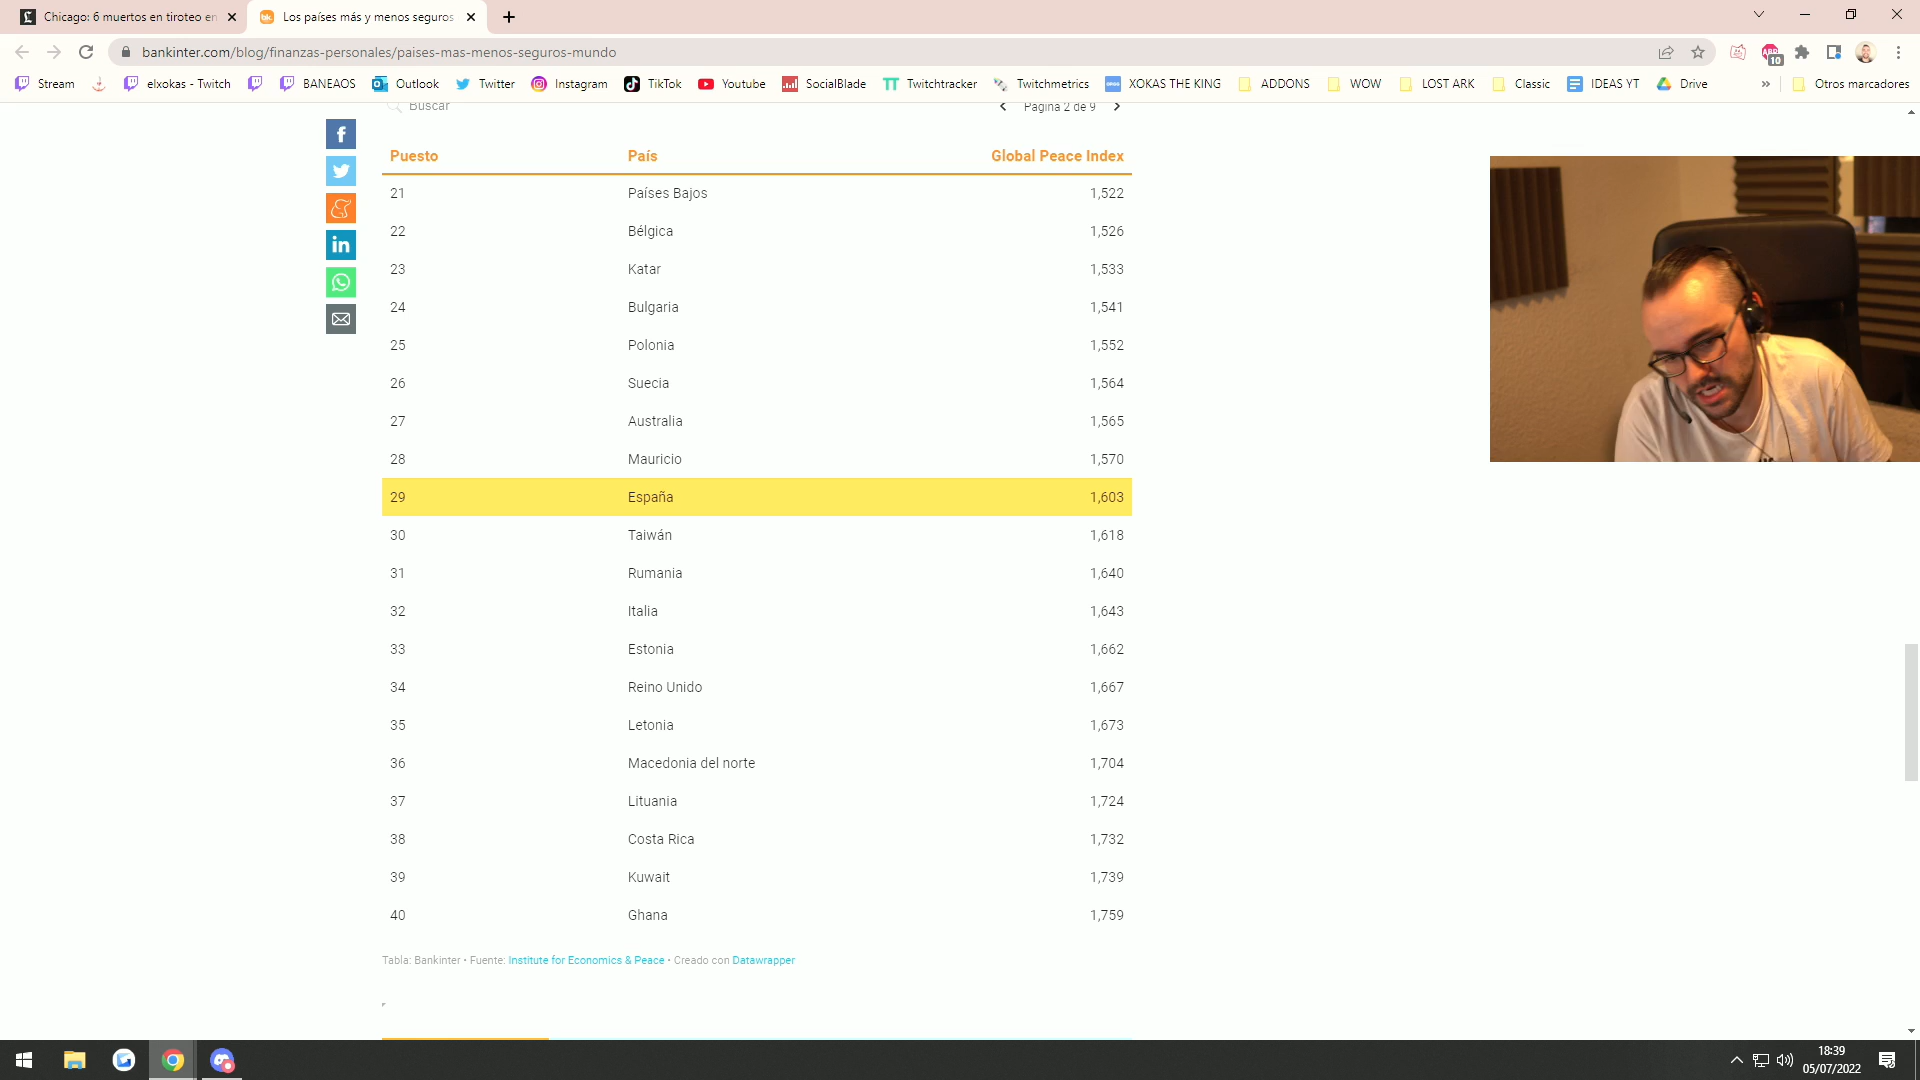 Chicago: 6 muertos en tiroteo en
Los países más y menos seguros
bankinter.com/blog/finanzas-personales/paises-mas-menos-seguros-mundo
10
Stream elxokas - Twitch BANEAOS Outlook Twitter Instagram TikTok Youtube SocialBlade Twitchtracker Twitchmetrics XOKAS THE KING ADDONS WOW LOST ARK Classic IDEAS YT Drive » Otros marcadores
Buscar Página 2 de 9
Puesto País Global Peace Index
21 Países Bajos 1,522
22 Bélgica 1,526
23 Katar 1,533
24 Bulgaria 1,541
25 Polonia 1,552
26 Suecia 1,564
27 Australia 1,565
28 Mauricio 1,570
29 España 1,603
30 Taiwán 1,618
31 Rumania 1,640
32 Italia 1,643
33 Estonia 1,662
34 Reino Unido 1,667
35 Letonia 1,673
36 Macedonia del norte 1,704
37 Lituania 1,724
38 Costa Rica 1,732
39 Kuwait 1,739
40 Ghana 1,759
Tabla: Bankinter • Fuente: Institute for Economics & Peace • Creado con Datawrapper
18:39
05/07/2022